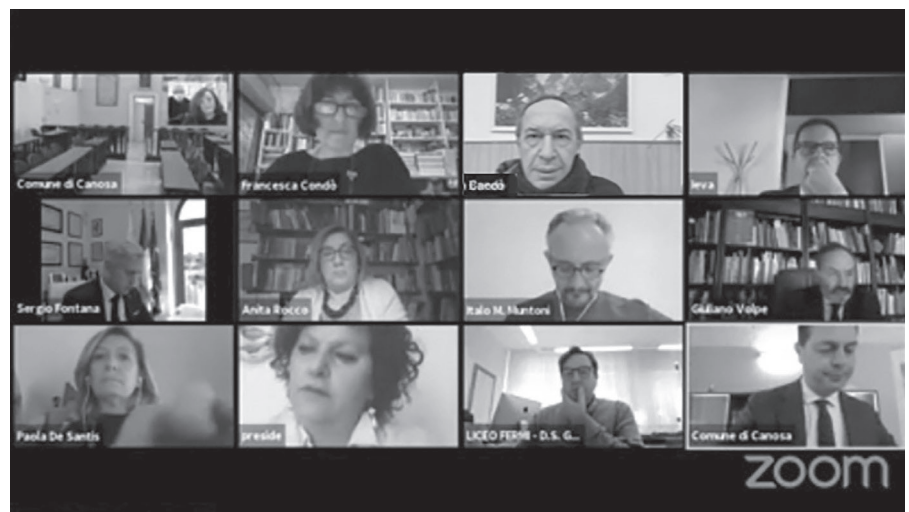 Comune di Canosa
Francesca Condò
Ieva
Sergio Fontana
Anita Rocco
Italo M. Muntoni
Giuliano Volpe
Paola De Santis
preside
LICEO FERMI - D.S. G...
Comune di Canosa
zoom